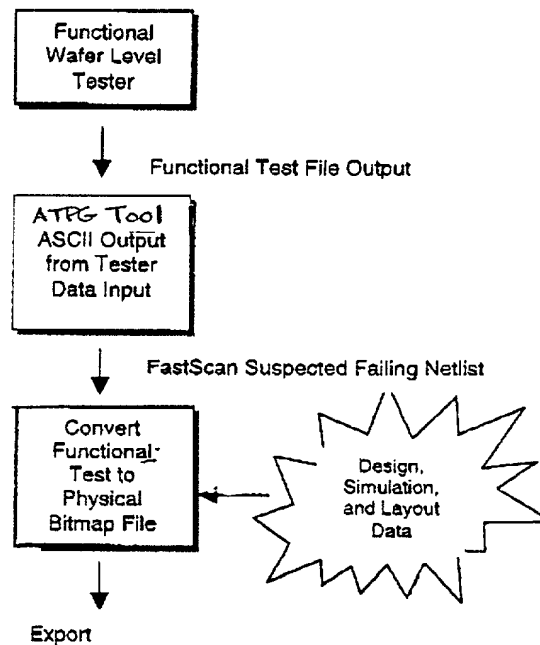 Functional
Wafer Level
Tester
Functional Test File Output
ATPG Tool
ASCII Output
from Tester
Data Input
FastScan Suspected Failing Netlist
Convert
Functional-
Test to
Physical
Bitmap File
Design,
Simulation,
and Layout
Data
Export